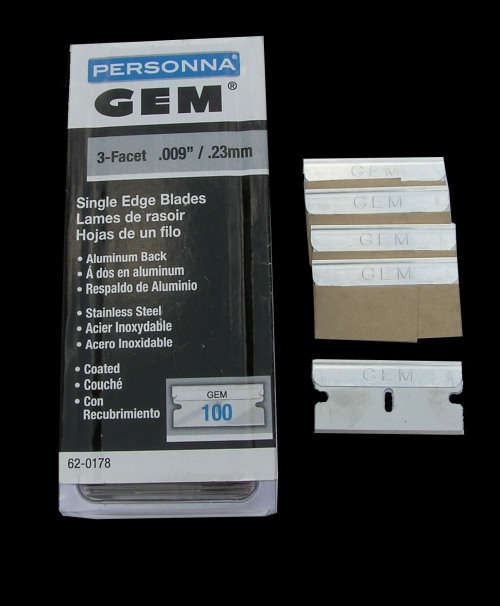 PERSONNA
GEM®
3-Facet .009" / .23mm
Single Edge Blades
Lames de rasoir
Hojas de un filo
• Aluminum Back
• Á dos en aluminum
• Respaldo de Aluminio
• Stainless Steel
• Acier Inoxydable
• Acero Inoxidable
• Coated
• Couché
• Con
Recubrimiento
GEM
100
62-0178
GEM
GEM
GEM
GEM
GEM